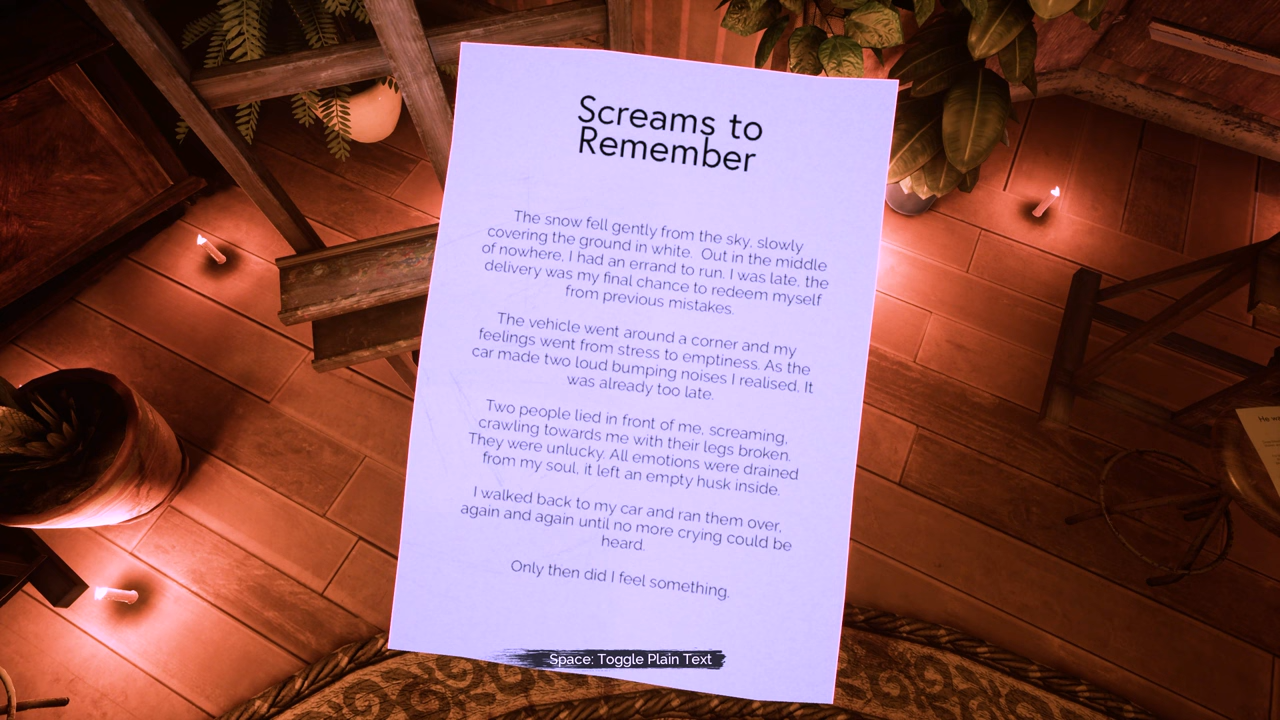 Screams to
Remember
The snow fell gently from the sky, slowly
covering the ground in white. Out in the middle
of nowhere, I had an errand to run. I was late, the
delivery was my final chance to redeem myself
from previous mistakes.
The vehicle went around a corner and my
feelings went from stress to emptiness. As the
car made two loud bumping noises I realised. It
was already too late.
Two people lied in front of me, screaming,
crawling towards me with their legs broken.
They were unlucky. All emotions were drained
from my soul, it left an empty husk inside.
I walked back to my car and ran them over,
again and again until no more crying could be
heard.
Only then did I feel something.
Space: Toggle Plain Text